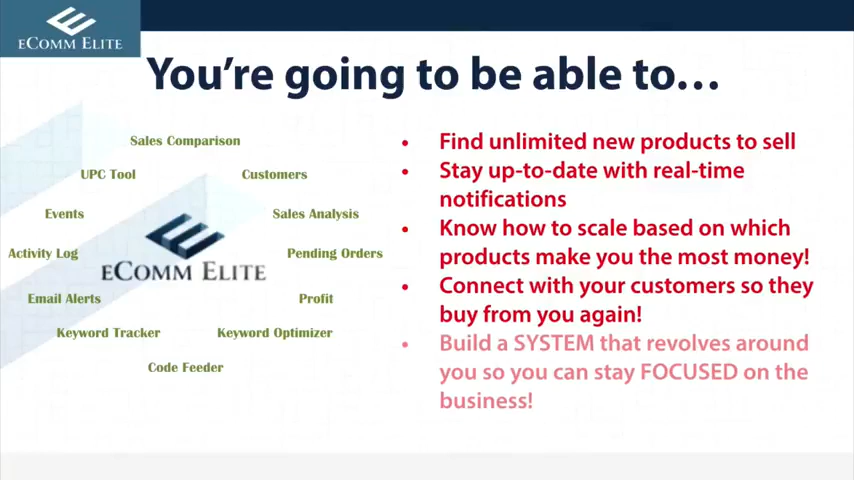 eComm Elite
You're going to be able to...
Sales Comparison
UPC Tool
Customers
Events
Sales Analysis
Activity Log
Pending Orders
eComm Elite
Email Alerts
Profit
Keyword Tracker
Keyword Optimizer
Code Feeder
• Find unlimited new products to sell
• Stay up-to-date with real-time
notifications
• Know how to scale based on which
products make you the most money!
• Connect with your customers so they
buy from you again!
• Build a SYSTEM that revolves around
you so you can stay FOCUSED on the
business!